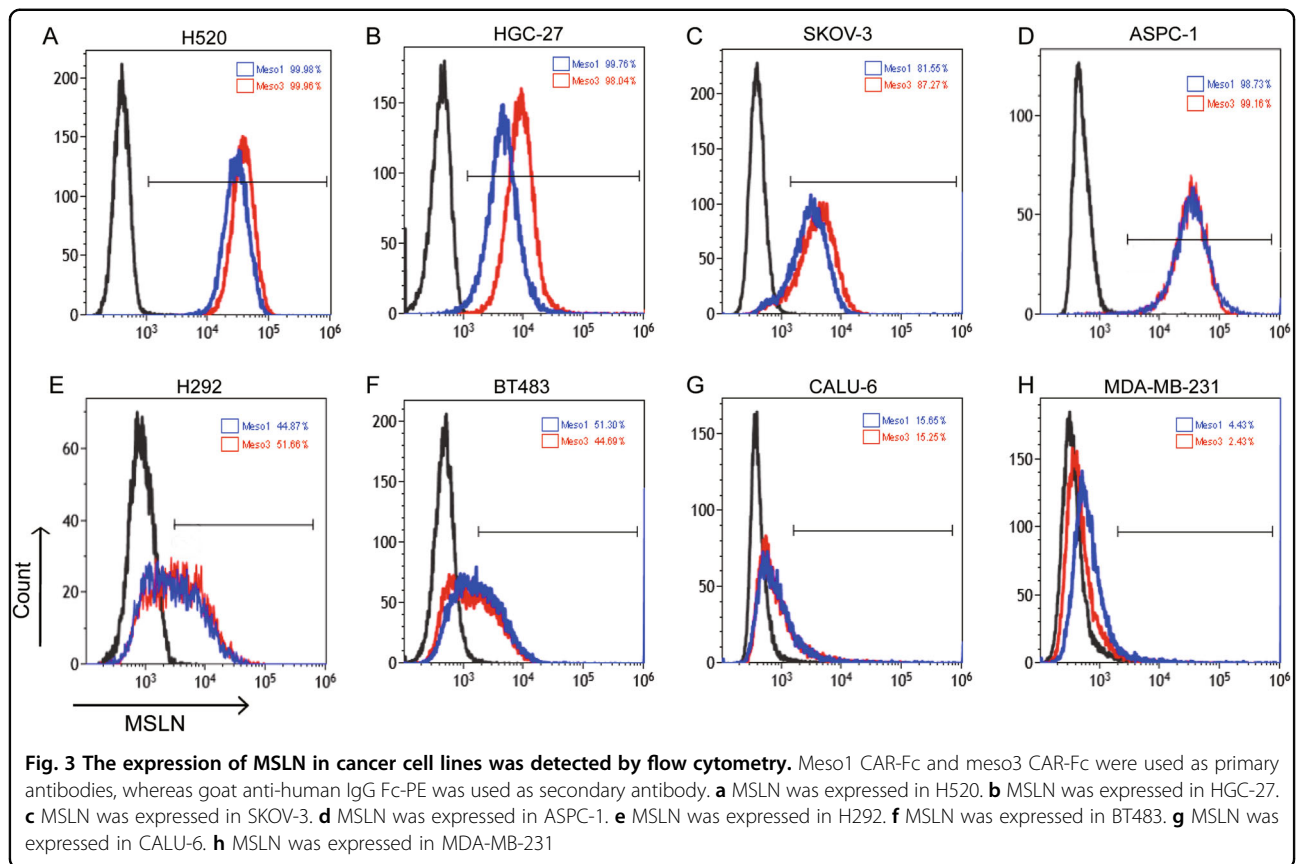 A
H520
200
150
100
50
0
10³ 10⁴ 10⁵ 10⁶
Meso1 99.98%
Meso3 99.96%
B
HGC-27
150
100
50
0
10³ 10⁴ 10⁵ 10⁶
Meso1 99.76%
Meso3 98.04%
C
SKOV-3
200
150
100
50
0
10³ 10⁴ 10⁵ 10⁶
Meso1 81.55%
Meso3 87.27%
D
ASPC-1
100
50
0
10³ 10⁴ 10⁵ 10⁶
Meso1 98.73%
Meso3 99.16%
E
H292
60
40
20
0
10³ 10⁴ 10⁵ 10⁶
Meso1 44.87%
Meso3 51.66%
Count
MSLN
F
BT483
200
150
100
50
0
10³ 10⁴ 10⁵ 10⁶
Meso1 51.30%
Meso3 44.69%
G
CALU-6
150
100
50
0
10³ 10⁴ 10⁵ 10⁶
Meso1 15.65%
Meso3 15.25%
H
MDA-MB-231
150
100
50
0
10³ 10⁴ 10⁵ 10⁶
Meso1 4.43%
Meso3 2.43%
Fig. 3 The expression of MSLN in cancer cell lines was detected by flow cytometry. Meso1 CAR-Fc and meso3 CAR-Fc were used as primary
antibodies, whereas goat anti-human IgG Fc-PE was used as secondary antibody. a MSLN was expressed in H520. b MSLN was expressed in HGC-27.
c MSLN was expressed in SKOV-3. d MSLN was expressed in ASPC-1. e MSLN was expressed in H292. f MSLN was expressed in BT483. g MSLN was
expressed in CALU-6. h MSLN was expressed in MDA-MB-231